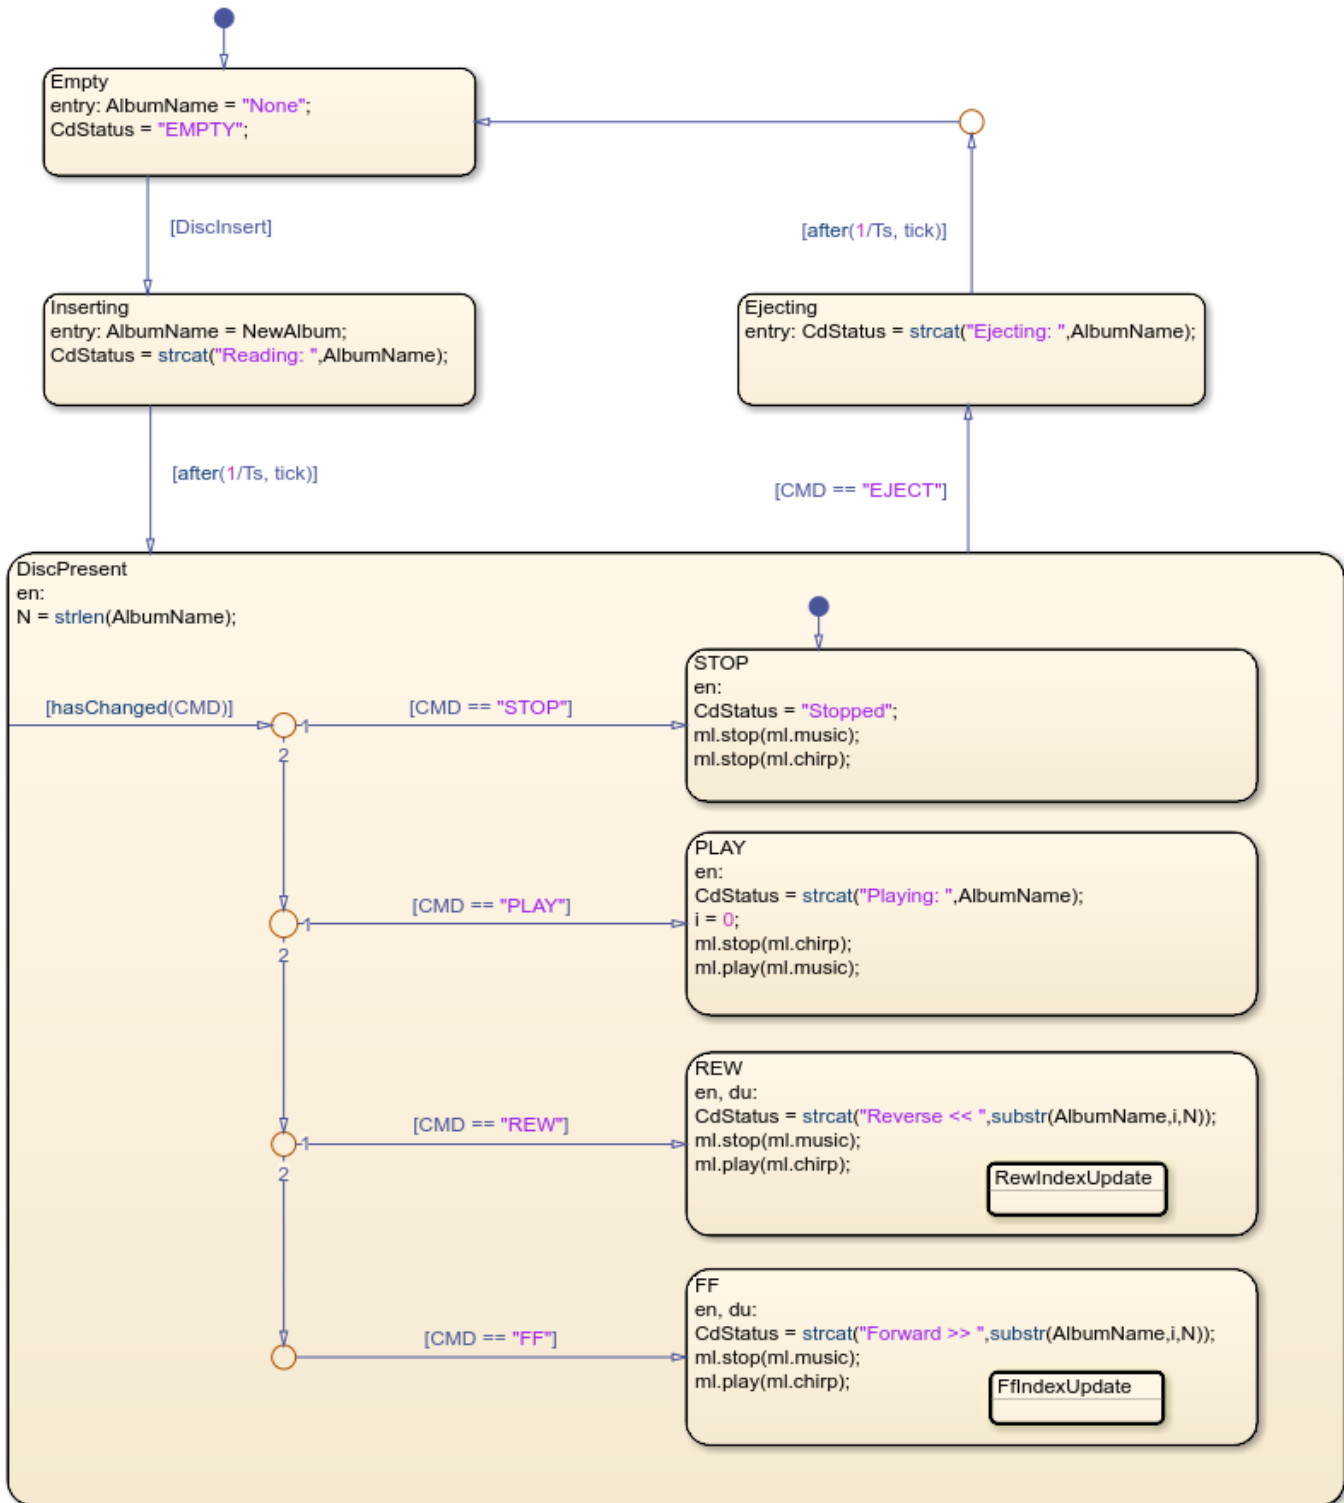 Empty
entry: AlbumName = "None";
CdStatus = "EMPTY";
[DiscInsert]
[after(1/Ts, tick)]
Inserting
entry: AlbumName = NewAlbum;
CdStatus = strcat("Reading: ",AlbumName);
Ejecting
entry: CdStatus = strcat("Ejecting: ",AlbumName);
[after(1/Ts, tick)]
[CMD == "EJECT"]
DiscPresent
en:
N = strlen(AlbumName);
[hasChanged(CMD)]
1
[CMD == "STOP"]
2
STOP
en:
CdStatus = "Stopped";
ml.stop(ml.music);
ml.stop(ml.chirp);
1
[CMD == "PLAY"]
2
PLAY
en:
CdStatus = strcat("Playing: ",AlbumName);
i = 0;
ml.stop(ml.chirp);
ml.play(ml.music);
1
[CMD == "REW"]
2
REW
en, du:
CdStatus = strcat("Reverse << ",substr(AlbumName,i,N));
ml.stop(ml.music);
ml.play(ml.chirp);
RewIndexUpdate
[CMD == "FF"]
FF
en, du:
CdStatus = strcat("Forward >> ",substr(AlbumName,i,N));
ml.stop(ml.music);
ml.play(ml.chirp);
FfIndexUpdate